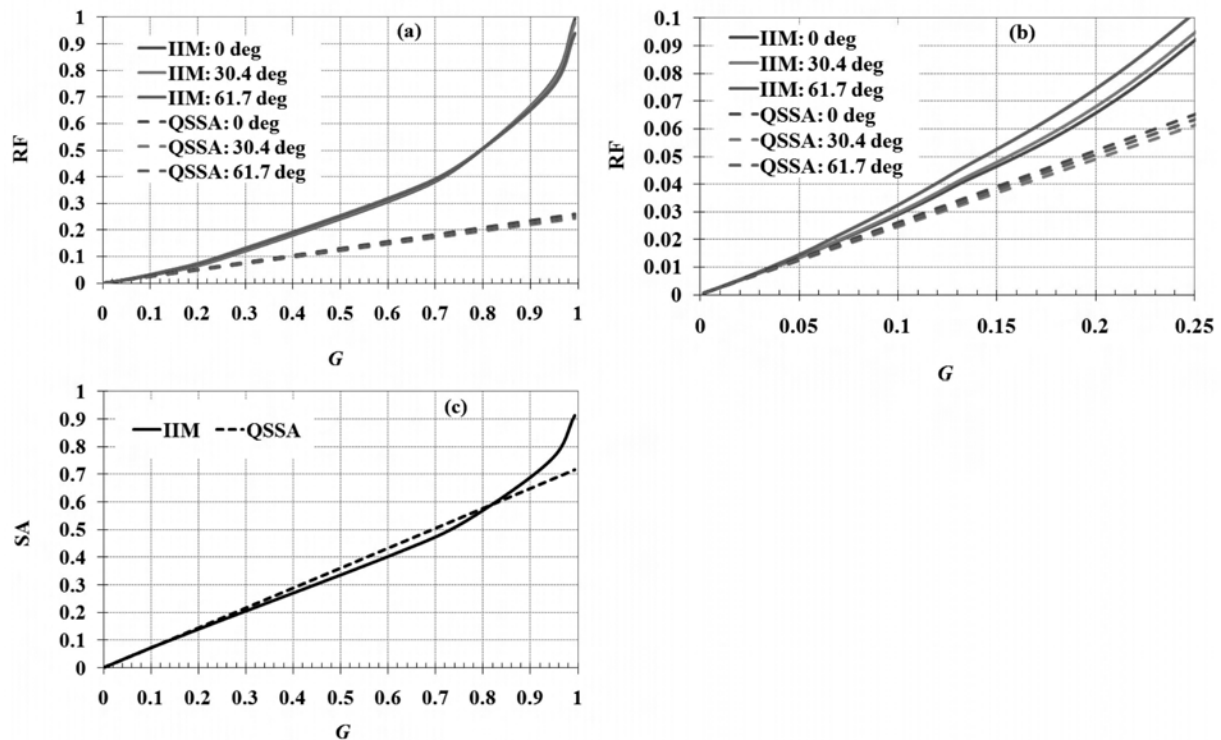 (a)
IIM: 0 deg
IIM: 30.4 deg
IIM: 61.7 deg
QSSA: 0 deg
QSSA: 30.4 deg
QSSA: 61.7 deg
RF
1
0.9
0.8
0.7
0.6
0.5
0.4
0.3
0.2
0.1
0
0 0.1 0.2 0.3 0.4 0.5 0.6 0.7 0.8 0.9 1
G
(b)
IIM: 0 deg
IIM: 30.4 deg
IIM: 61.7 deg
QSSA: 0 deg
QSSA: 30.4 deg
QSSA: 61.7 deg
RF
0.1
0.09
0.08
0.07
0.06
0.05
0.04
0.03
0.02
0.01
0
0 0.05 0.1 0.15 0.2 0.25
G
(c)
IIM QSSA
SA
1
0.9
0.8
0.7
0.6
0.5
0.4
0.3
0.2
0.1
0
0 0.1 0.2 0.3 0.4 0.5 0.6 0.7 0.8 0.9 1
G